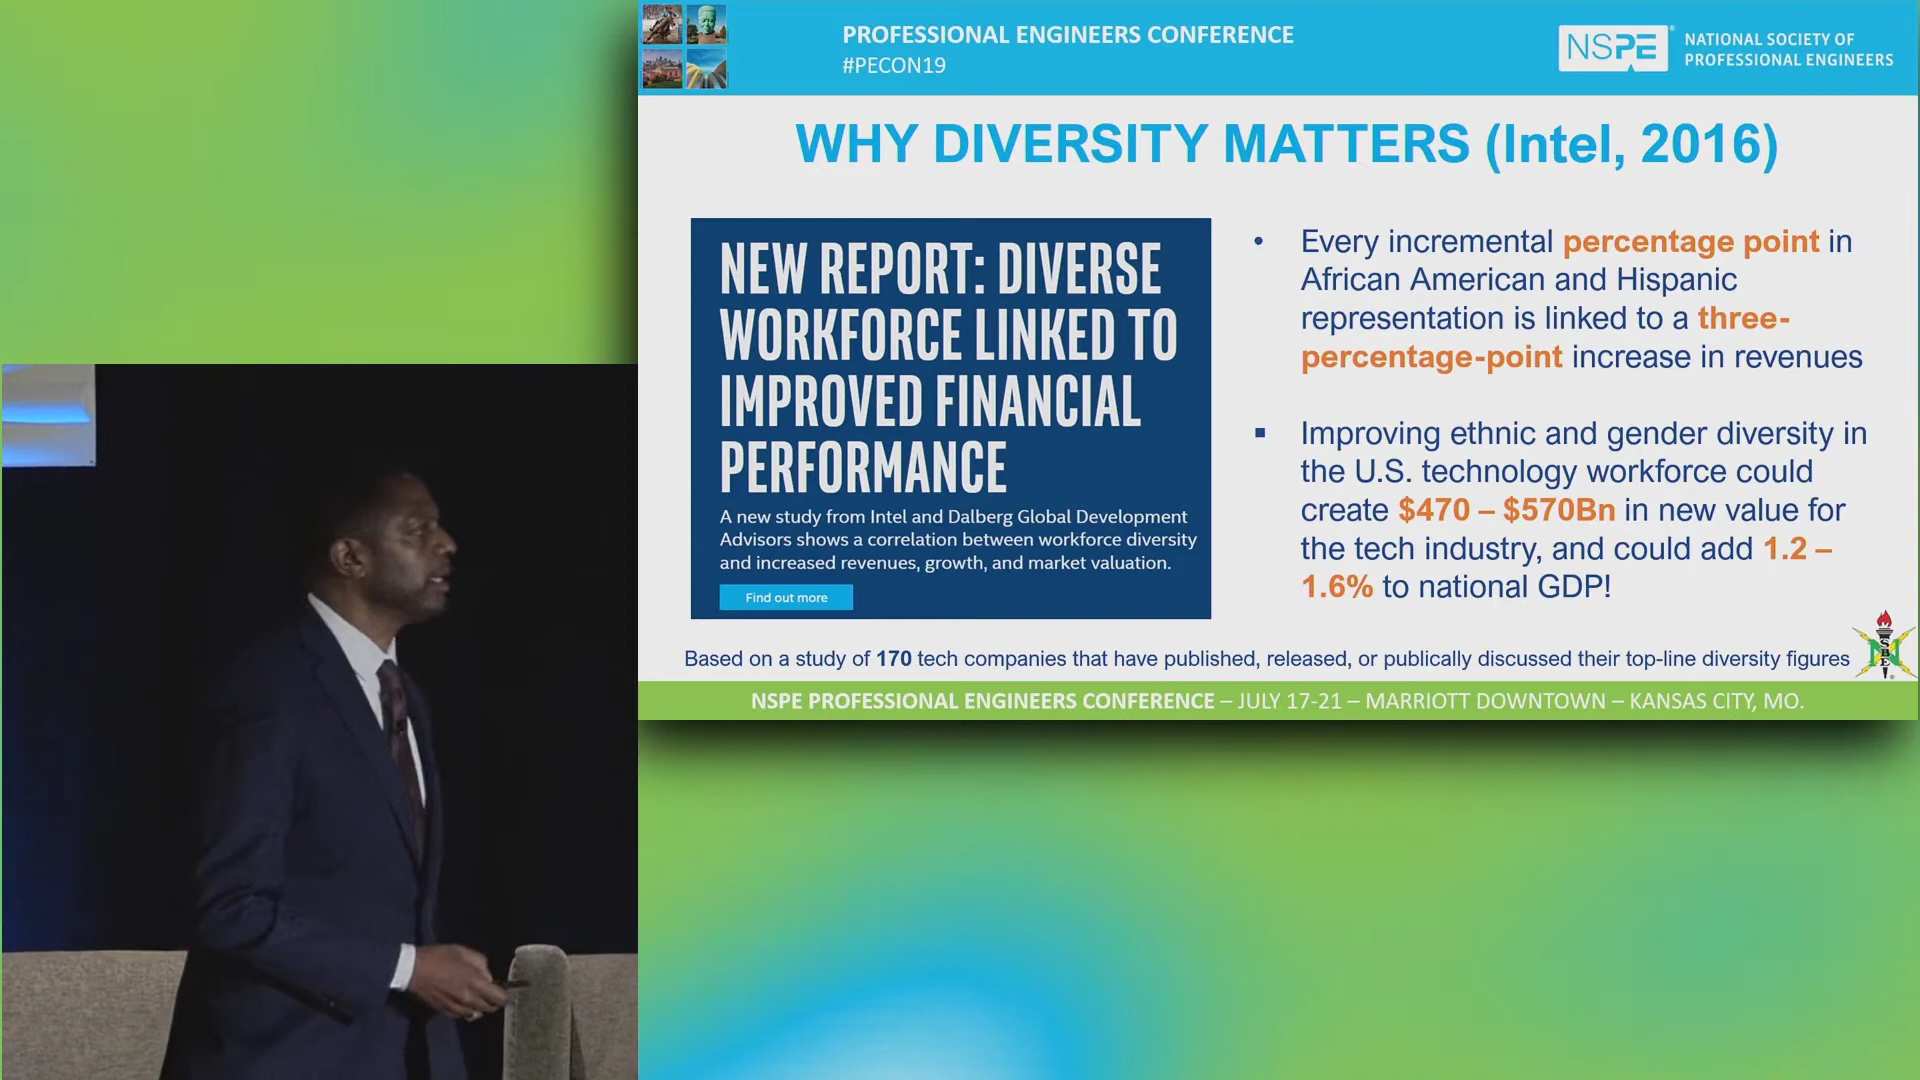 PROFESSIONAL ENGINEERS CONFERENCE
#PECON19
NSPE
NATIONAL SOCIETY OF
PROFESSIONAL ENGINEERS
WHY DIVERSITY MATTERS (Intel, 2016)
NEW REPORT: DIVERSE
WORKFORCE LINKED TO
IMPROVED FINANCIAL
PERFORMANCE
A new study from Intel and Dalberg Global Development
Advisors shows a correlation between workforce diversity
and increased revenues, growth, and market valuation.
Find out more
• Every incremental percentage point in
African American and Hispanic
representation is linked to a three-
percentage-point increase in revenues
▪ Improving ethnic and gender diversity in
the U.S. technology workforce could
create $470 – $570Bn in new value for
the tech industry, and could add 1.2 –
1.6% to national GDP!
Based on a study of 170 tech companies that have published, released, or publically discussed their top-line diversity figures
NSBE
NSPE PROFESSIONAL ENGINEERS CONFERENCE – JULY 17-21 – MARRIOTT DOWNTOWN – KANSAS CITY, MO.